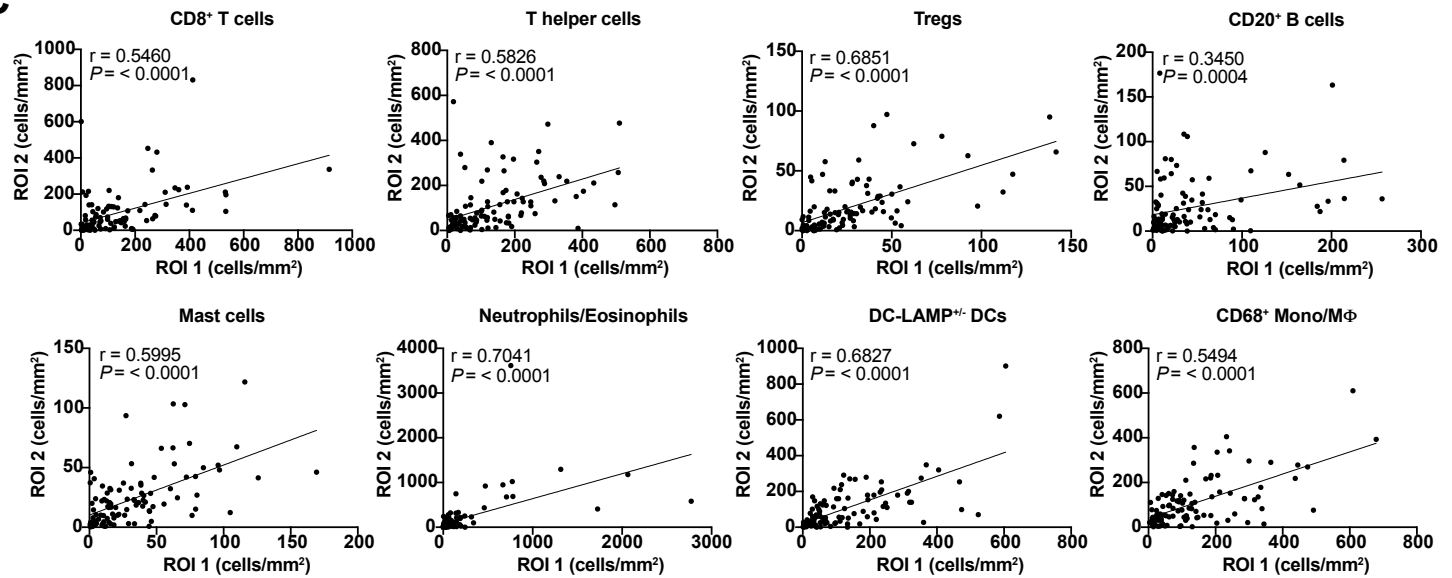 CD8⁺ T cells
r = 0.5460
P = < 0.0001
ROI 2 (cells/mm²)
1000
800
600
400
200
0
0 200 400 600 800 1000
ROI 1 (cells/mm²)
T helper cells
r = 0.5826
P = < 0.0001
ROI 2 (cells/mm²)
800
600
400
200
0
0 200 400 600 800
ROI 1 (cells/mm²)
Tregs
r = 0.6851
P = < 0.0001
ROI 2 (cells/mm²)
150
100
50
0
0 50 100 150
ROI 1 (cells/mm²)
CD20⁺ B cells
r = 0.3450
P = 0.0004
ROI 2 (cells/mm²)
200
150
100
50
0
0 100 200 300
ROI 1 (cells/mm²)
Mast cells
r = 0.5995
P = < 0.0001
ROI 2 (cells/mm²)
150
100
50
0
0 50 100 150 200
ROI 1 (cells/mm²)
Neutrophils/Eosinophils
r = 0.7041
P = < 0.0001
ROI 2 (cells/mm²)
4000
3000
2000
1000
0
0 1000 2000 3000
ROI 1 (cells/mm²)
DC-LAMP⁺/⁻ DCs
r = 0.6827
P = < 0.0001
ROI 2 (cells/mm²)
1000
800
600
400
200
0
0 200 400 600 800
ROI 1 (cells/mm²)
CD68⁺ Mono/MΦ
r = 0.5494
P = < 0.0001
ROI 2 (cells/mm²)
800
600
400
200
0
0 200 400 600 800
ROI 1 (cells/mm²)